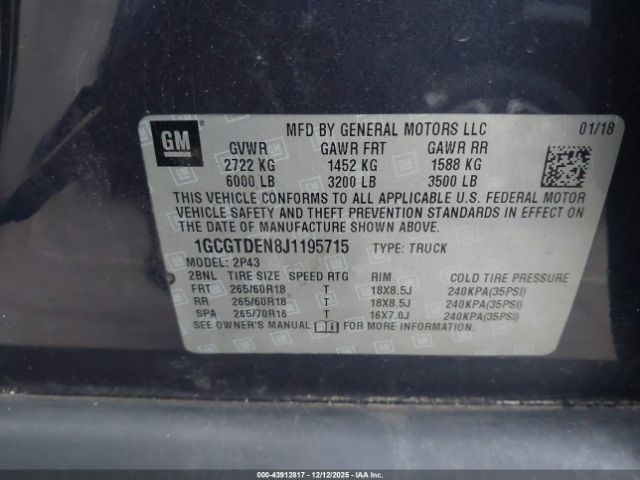 GM
MFD BY GENERAL MOTORS LLC 01/18
GVWR GAWR FRT GAWR RR
2722 KG 1452 KG 1588 KG
6000 LB 3200 LB 3500 LB
THIS VEHICLE CONFORMS TO ALL APPLICABLE U.S. FEDERAL MOTOR
VEHICLE SAFETY AND THEFT PREVENTION STANDARDS IN EFFECT ON
THE DATE OF MANUFACTURE SHOWN ABOVE.
1GCGTDEN8J1195715 TYPE: TRUCK
MODEL: 2P43
2BNL TIRE SIZE SPEED RTG RIM COLD TIRE PRESSURE
FRT 265/60R18 T 18X8.5J 240KPA(35PSI)
RR 265/60R18 T 18X8.5J 240KPA(35PSI)
SPA 265/70R16 T 16X7.0J 240KPA(35PSI)
SEE OWNER'S MANUAL FOR MORE INFORMATION
000-43912817 - 12/12/2025 - IAA Inc.